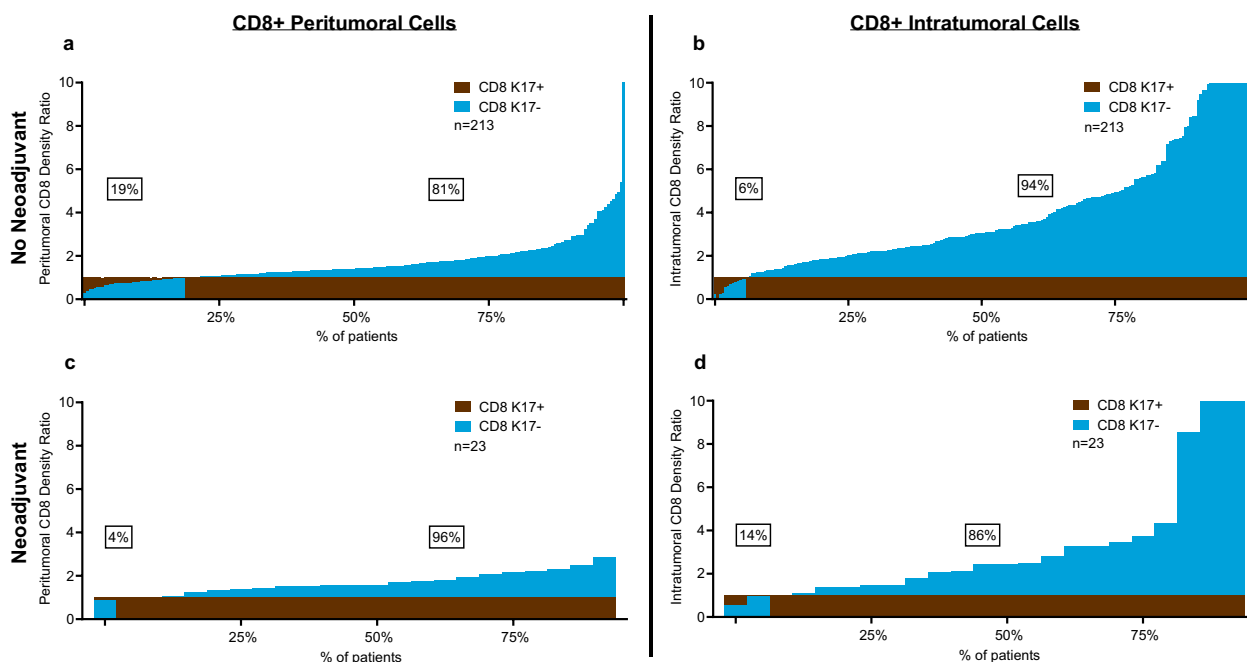 CD8+ Peritumoral Cells
CD8+ Intratumoral Cells
No Neoadjuvant
a
Peritumoral CD8 Density Ratio
10
8
6
4
2
0
CD8 K17+
CD8 K17-
n=213
19%
81%
25%
50%
75%
% of patients
b
Intratumoral CD8 Density Ratio
10
8
6
4
2
0
CD8 K17+
CD8 K17-
n=213
6%
94%
25%
50%
75%
% of patients
Neoadjuvant
c
Peritumoral CD8 Density Ratio
10
8
6
4
2
0
CD8 K17+
CD8 K17-
n=23
4%
96%
25%
50%
75%
% of patients
d
Intratumoral CD8 Density Ratio
10
8
6
4
2
0
CD8 K17+
CD8 K17-
n=23
14%
86%
25%
50%
75%
% of patients